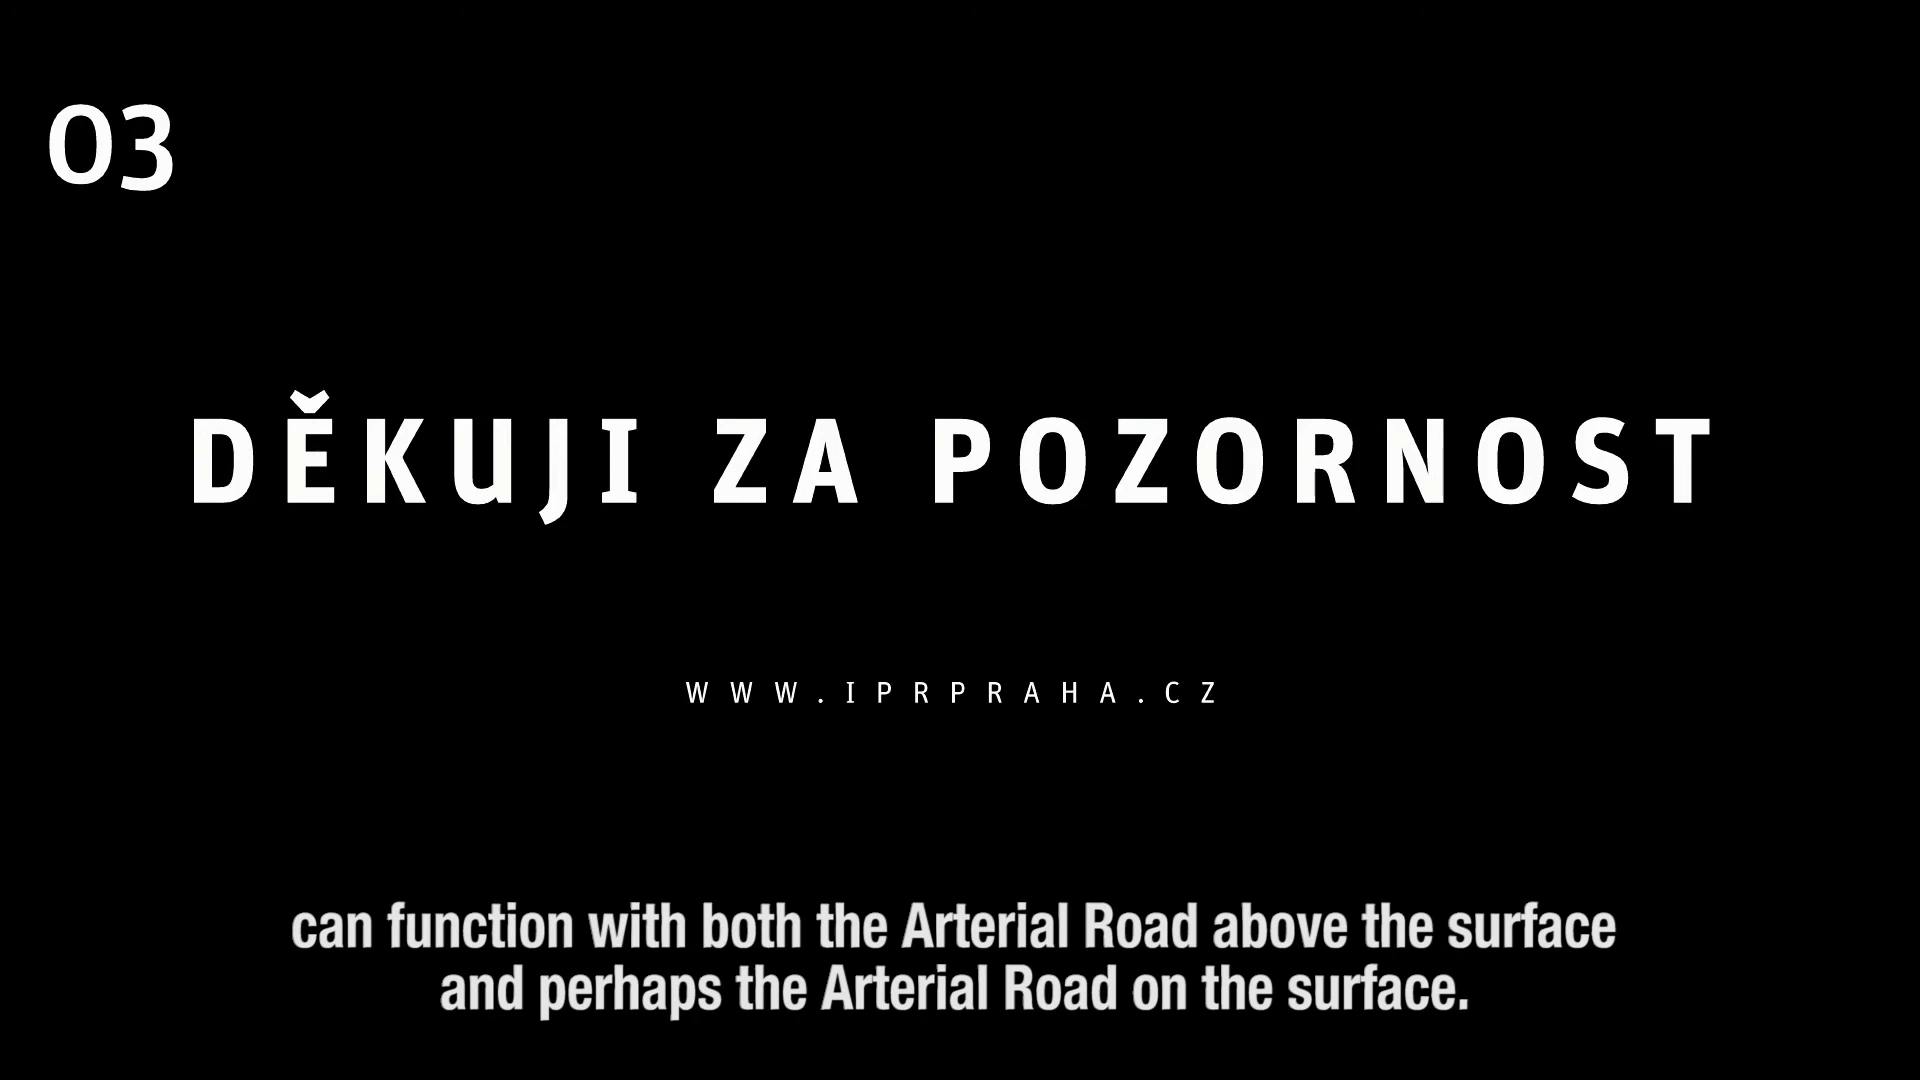 03
DĚKUJI ZA POZORNOST
WWW.IPRPRAHA.CZ
can function with both the Arterial Road above the surface
and perhaps the Arterial Road on the surface.